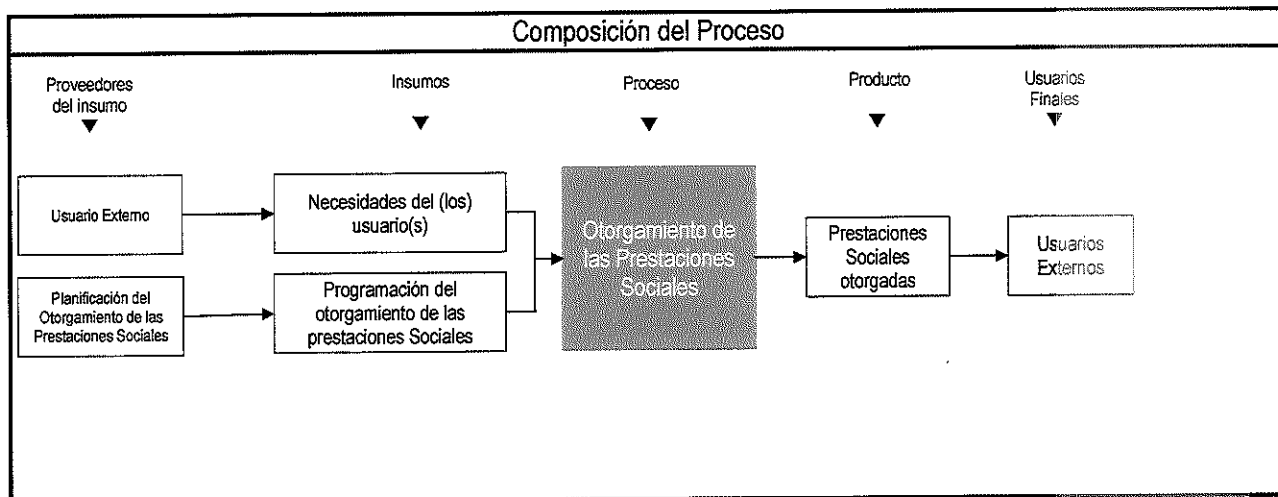 Composición del Proceso
Proveedores
del insumo
Insumos
Proceso
Producto
Usuarios
Finales
Usuario Externo
Necesidades del (los)
usuario(s)
Otorgamiento de
las Prestaciones
Sociales
Prestaciones
Sociales
otorgadas
Usuarios
Externos
Planificación del
Otorgamiento de las
Prestaciones Sociales
Programación del
otorgamiento de las
prestaciones Sociales